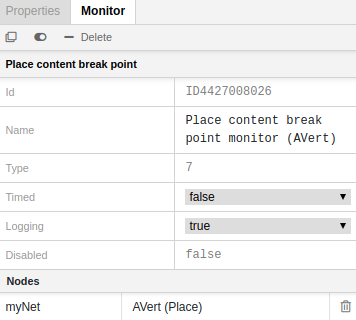 Properties Monitor
Delete
Place content break point
Id ID4427008026
Name Place content break
point monitor (AVert)
Type 7
Timed false
Logging true
Disabled false
Nodes
myNet AVert (Place)